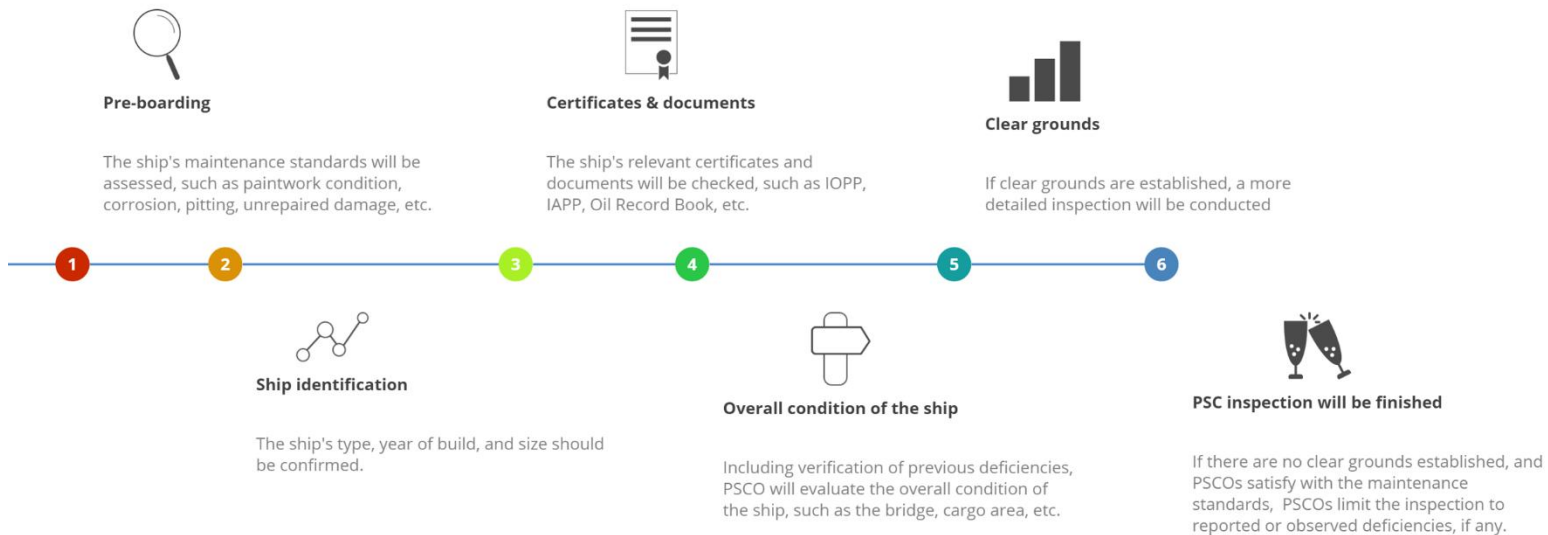 Pre-boarding
The ship's maintenance standards will be
assessed, such as paintwork condition,
corrosion, pitting, unrepaired damage, etc.
Certificates & documents
The ship's relevant certificates and
documents will be checked, such as IOPP,
IAPP, Oil Record Book, etc.
Clear grounds
If clear grounds are established, a more
detailed inspection will be conducted
1
2
3
4
5
6
Ship identification
The ship's type, year of build, and size should
be confirmed.
Overall condition of the ship
Including verification of previous deficiencies,
PSCO will evaluate the overall condition of
the ship, such as the bridge, cargo area, etc.
PSC inspection will be finished
If there are no clear grounds established, and
PSCOs satisfy with the maintenance
standards, PSCOs limit the inspection to
reported or observed deficiencies, if any.